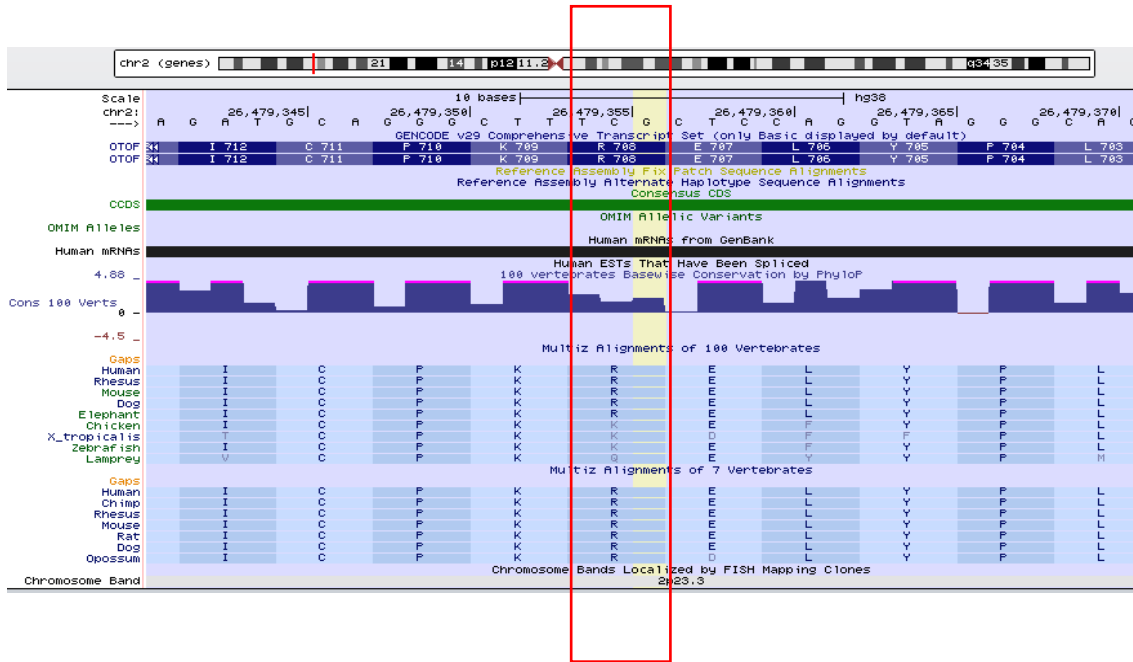 chr2 (genes) 21 14 p12 11.2 q34 35
Scale 10 bases hg38
chr2: 26,479,345 26,479,350 26,479,355 26,479,360 26,479,365 26,479,370
---> A G A T G C A G G G C T T T C G C T C C A G G T A G G G C A
GENCODE v29 Comprehensive Transcript Set (only Basic displayed by default)
OTOF I 712 C 711 P 710 K 709 R 708 E 707 L 706 Y 705 P 704 L 703
OTOF I 712 C 711 P 710 K 709 R 708 E 707 L 706 Y 705 P 704 L 703
Reference Assembly Fix Patch Sequence Alignments
Reference Assembly Alternate Haplotype Sequence Alignments
Consensus CDS
CCDS
OMIM Allelic Variants
OMIM Alleles
Human mRNAs from GenBank
Human mRNAs
Human ESTs That Have Been Spliced
4.88 _ 100 vertebrates Basewise Conservation by PhyloP
Cons 100 Verts
0 -
-4.5 _
Multiz Alignments of 100 Vertebrates
Gaps
Human I C P K R E L Y P L
Rhesus I C P K R E L Y P L
Mouse I C P K R E L Y P L
Dog I C P K R E L Y P L
Elephant I C P K R E L Y P L
Chicken I C P K K E F Y P L
X_tropicalis T C P K K D F F P L
Zebrafish I C P K K E F Y P L
Lamprey V C P K Q E Y Y P M
Multiz Alignments of 7 Vertebrates
Gaps
Human I C P K R E L Y P L
Chimp I C P K R E L Y P L
Rhesus I C P K R E L Y P L
Mouse I C P K R E L Y P L
Rat I C P K R E L Y P L
Dog I C P K R E L Y P L
Opossum I C P K R D L Y P L
Chromosome Bands Localized by FISH Mapping Clones
Chromosome Band 2p23.3